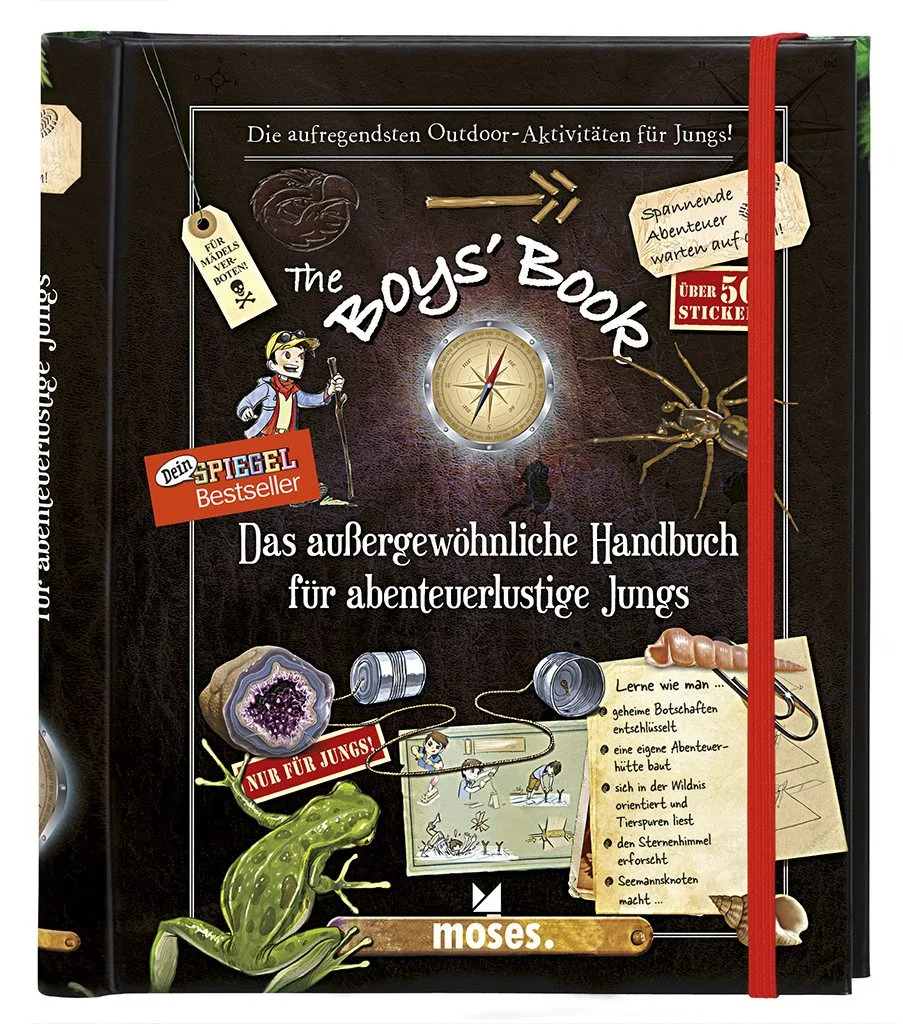 Die aufregendsten Outdoor-Aktivitäten für Jungs!
Spannende
Abenteuer
warten auf
FÜR
MÄDELS
VER-
BOTEN!
ÜBER 50
The Boys' Book
Dein SPIEGEL
Bestseller
Das außergewöhnliche Handbuch
für abenteuerlustige Jungs
für abenteuerlustige Jungs
NUR FÜR JUNGS!
Lerne wie man ...
geheime Botschaften
entschlüsselt
eine eigene Abenteuer-
hütte baut
sich in der Wildnis
orientiert und
Tierspuren liest
den Sternenhimmel
erforscht
Seemannsknoten
macht ...
moses.